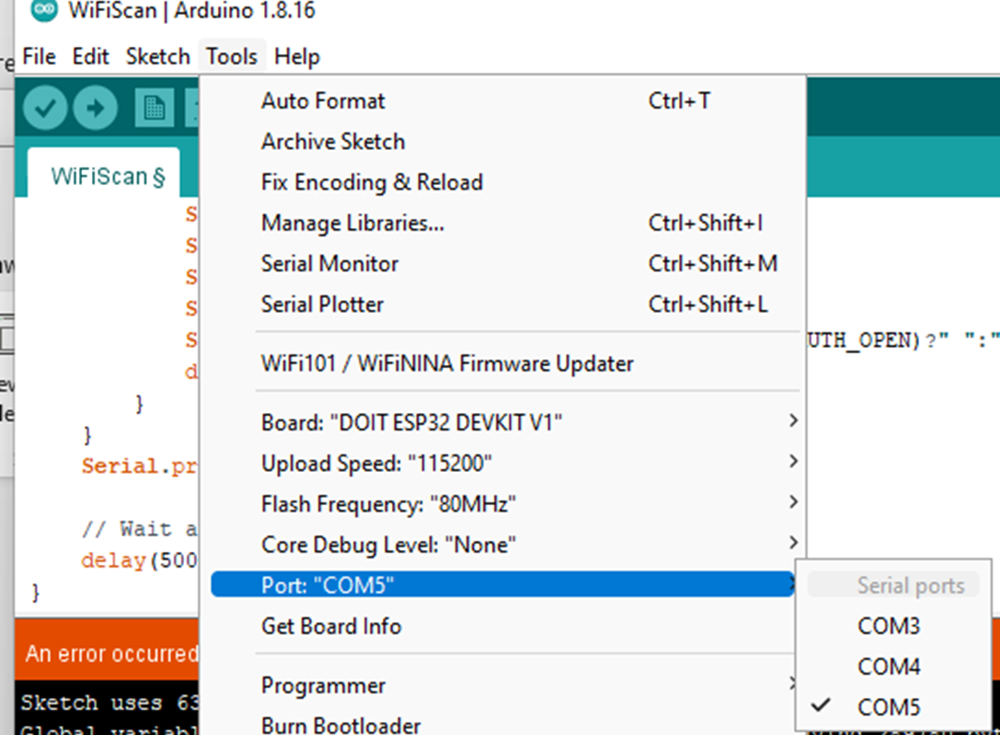 WiFiScan | Arduino 1.8.16
File Edit Sketch Tools Help
Auto Format Ctrl+T
Archive Sketch
WiFiScan §
Fix Encoding & Reload
Manage Libraries... Ctrl+Shift+I
Serial Monitor Ctrl+Shift+M
Serial Plotter Ctrl+Shift+L
UTH_OPEN)?" ":"
WiFi101 / WiFiNINA Firmware Updater
}
Board: "DOIT ESP32 DEVKIT V1"
}
Upload Speed: "115200"
Serial.pr
Flash Frequency: "80MHz"
// Wait a
Core Debug Level: "None"
delay(500
Port: "COM5"
}
Serial ports
COM3
COM4
COM5
Get Board Info
An error occurred
Programmer
Sketch uses 63
Burn Bootloader